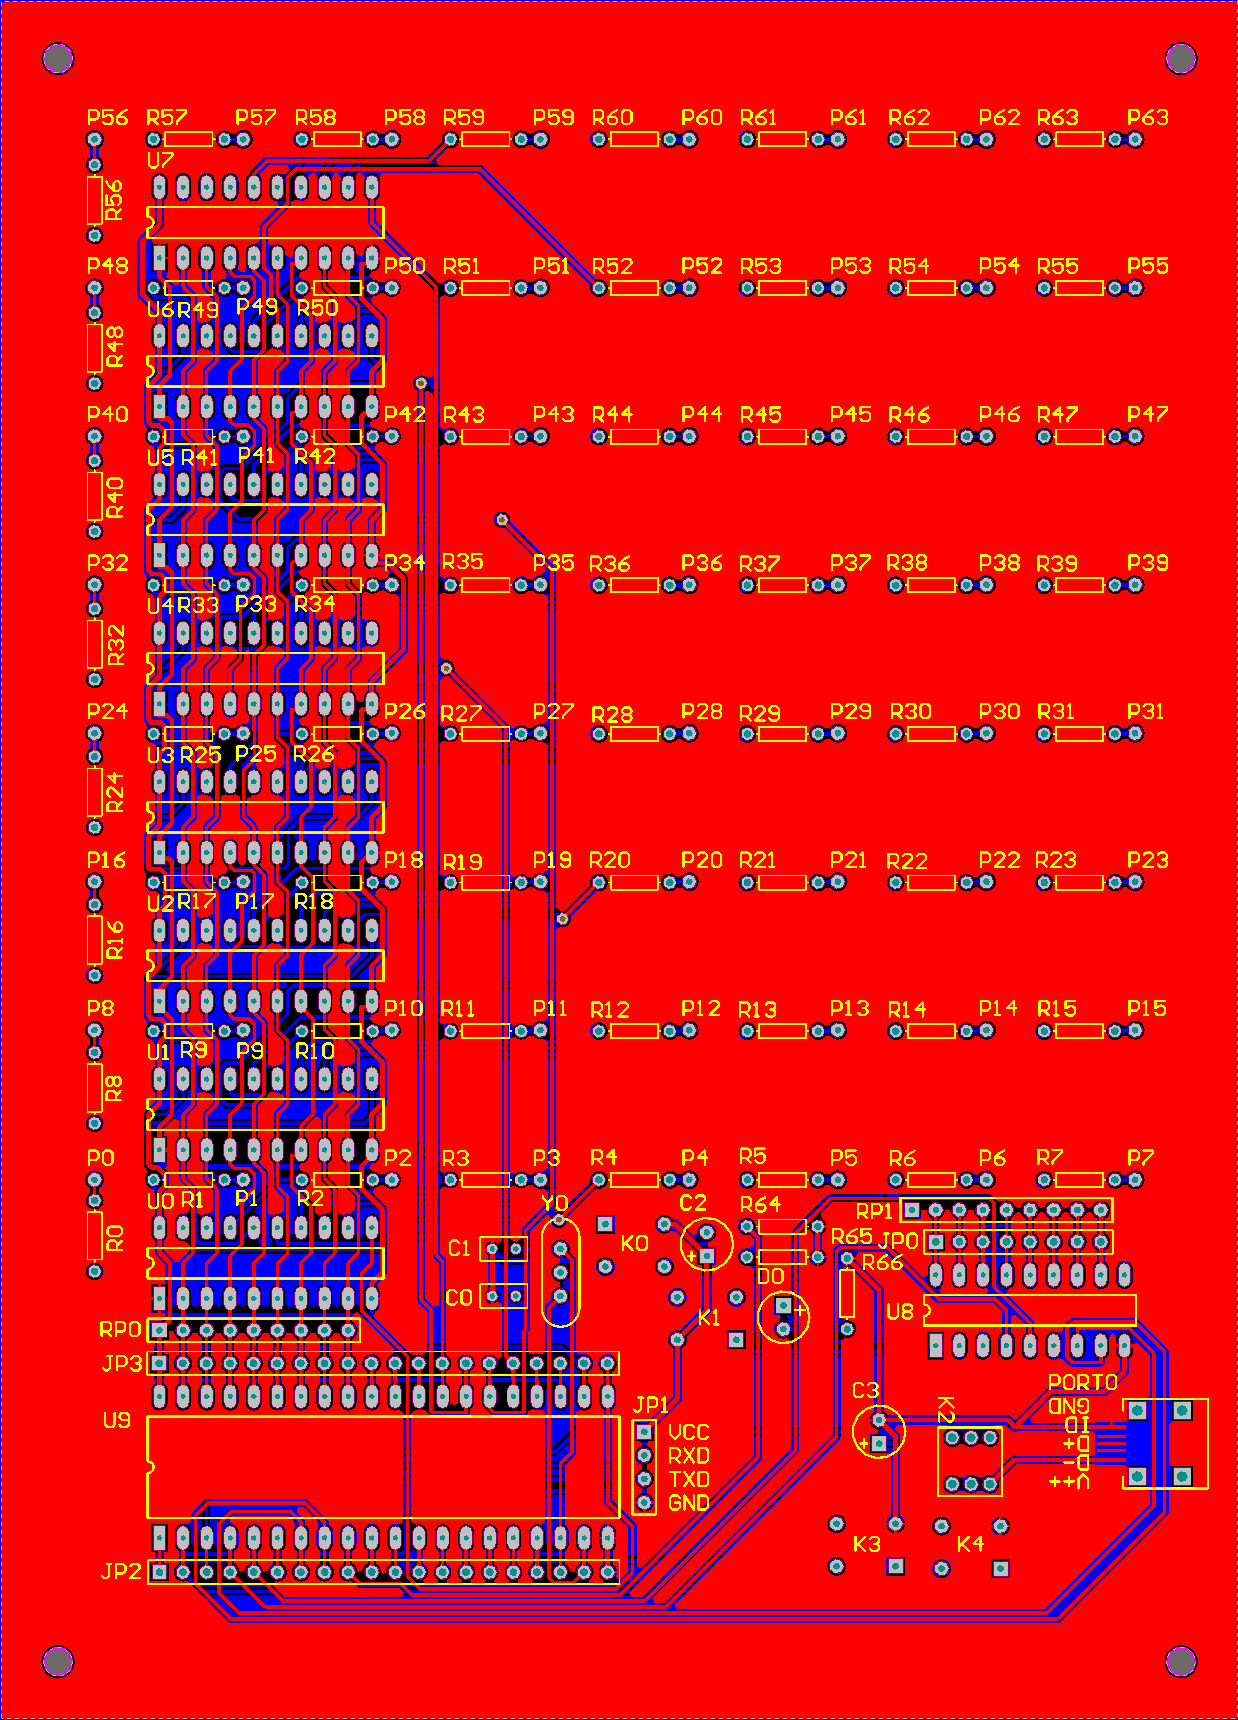 P56 R57 P57 R58 P58 R59 P59 R60 P60 R61 P61 R62 P62 R63 P63
U7
R56
P48 P50 R51 P51 R52 P52 R53 P53 R54 P54 R55 P55
U6 R49 P49 R50
R48
P40 P42 R43 P43 R44 P44 R45 P45 R46 P46 R47 P47
U5 R41 P41 R42
R40
P32 P34 R35 P35 R36 P36 R37 P37 R38 P38 R39 P39
U4 R33 P33 R34
R32
P24 P26 R27 P27 R28 P28 R29 P29 R30 P30 R31 P31
U3 R25 P25 R26
R24
P16 P18 R19 P19 R20 P20 R21 P21 R22 P22 R23 P23
U2 R17 P17 R18
R16
P8 P10 R11 P11 R12 P12 R13 P13 R14 P14 R15 P15
U1 R9 P9 R10
R8
P0 P2 R3 P3 R4 P4 R5 P5 R6 P6 R7 P7
U0 R1 P1 R2 Y0 C2 R64 RP1
R0 C1 K0 + R65 JP0
D0 R66
C0 K1 + U8
RP0
JP3
PORT0
C3 K2 GND
U9 JP1 ID
VCC + D+
RXD D-
TXD V++
GND
K3 K4
JP2